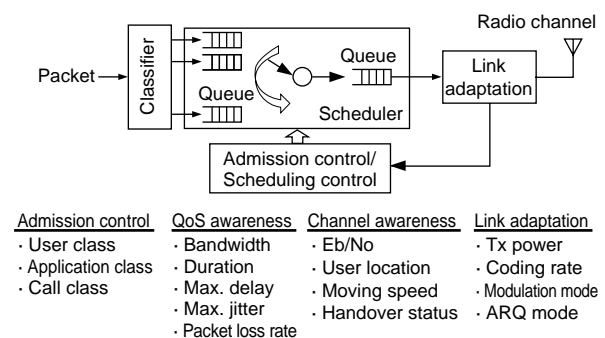 Radio channel
Packet
Classifier
Queue
Queue
Scheduler
Link
adaptation
Admission control/
Scheduling control
Admission control
· User class
· Application class
· Call class
QoS awareness
· Bandwidth
· Duration
· Max. delay
· Max. jitter
· Packet loss rate
Channel awareness
· Eb/No
· User location
· Moving speed
· Handover status
Link adaptation
· Tx power
· Coding rate
· Modulation mode
· ARQ mode